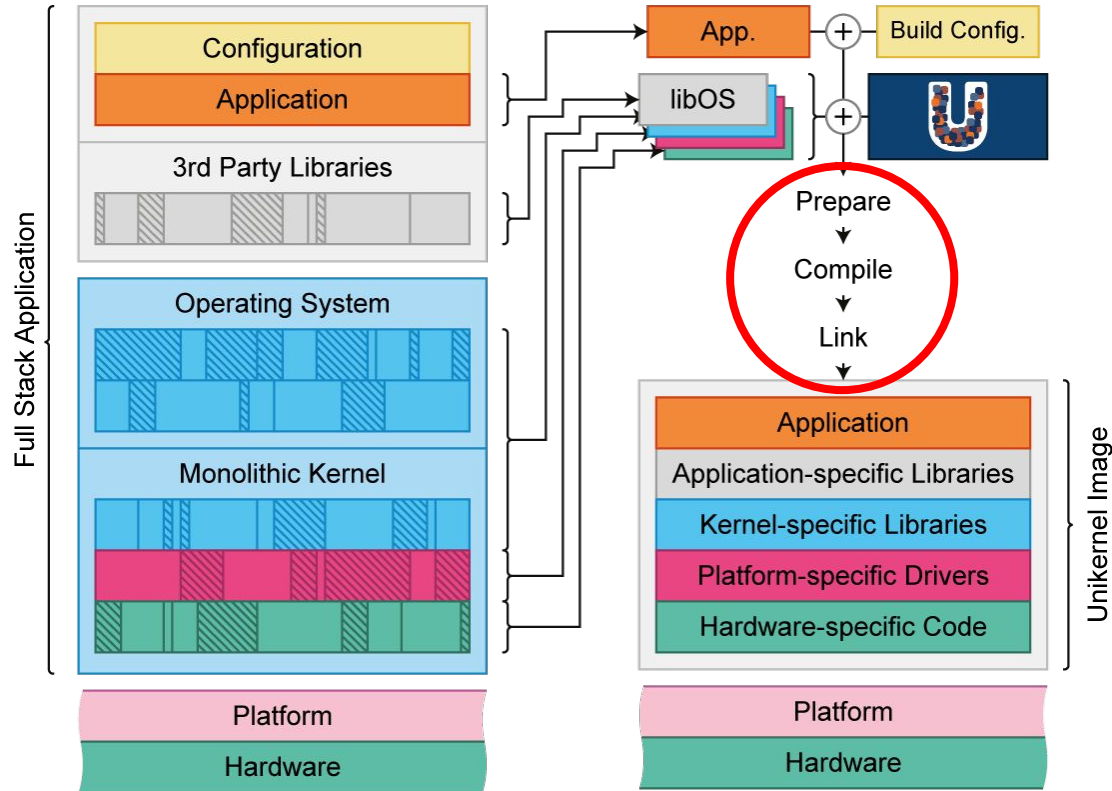 Full Stack Application
Configuration
Application
3rd Party Libraries
Operating System
Monolithic Kernel
Platform
Hardware
App.
+
Build Config.
libOS
+
U
Prepare
Compile
Link
Application
Application-specific Libraries
Kernel-specific Libraries
Platform-specific Drivers
Hardware-specific Code
Unikernel Image
Platform
Hardware